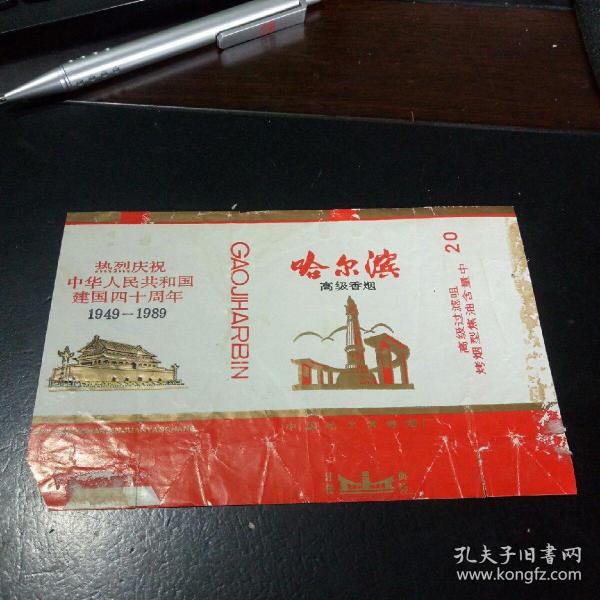 热烈庆祝
中华人民共和国
建国四十周年
1949-1989
GAOJIHARBIN
哈尔滨
高级香烟
20
高级过滤咀
烤烟型焦油含量中
孔夫子旧书网
www.kongfz.com